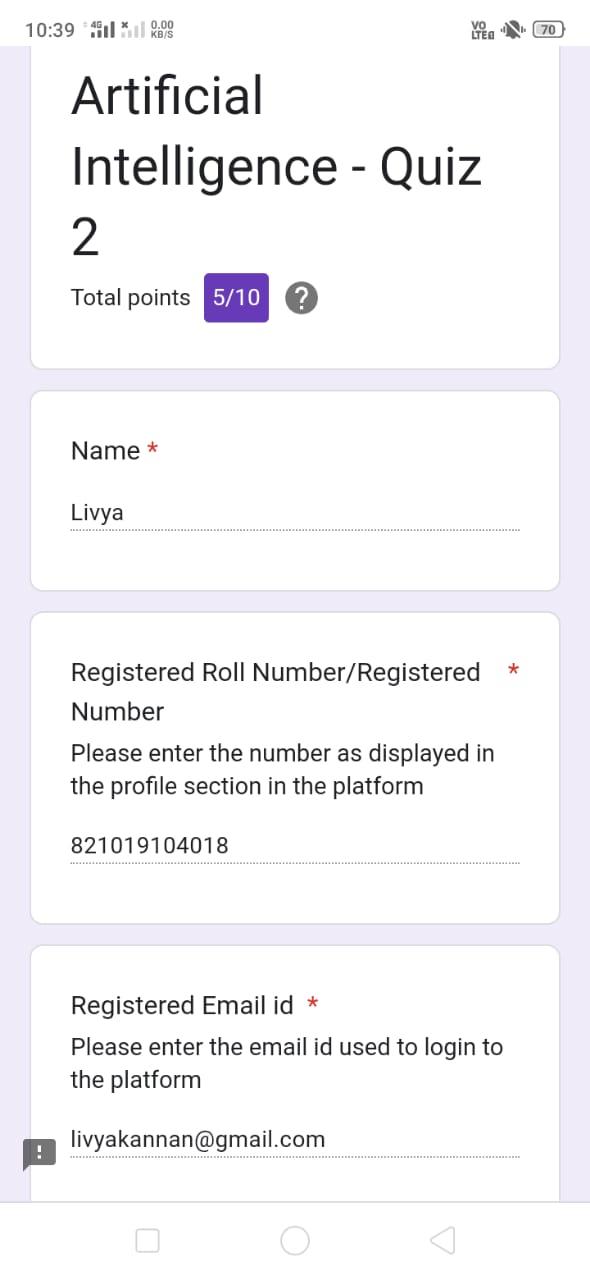 10:39 4G 0.00 KB/S VO LTE 70
Artificial
Intelligence - Quiz
2
Total points 5/10 ?
Name *
Livya
Registered Roll Number/Registered *
Number
Please enter the number as displayed in
the profile section in the platform
821019104018
Registered Email id *
Please enter the email id used to login to
the platform
livyakannan@gmail.com
!